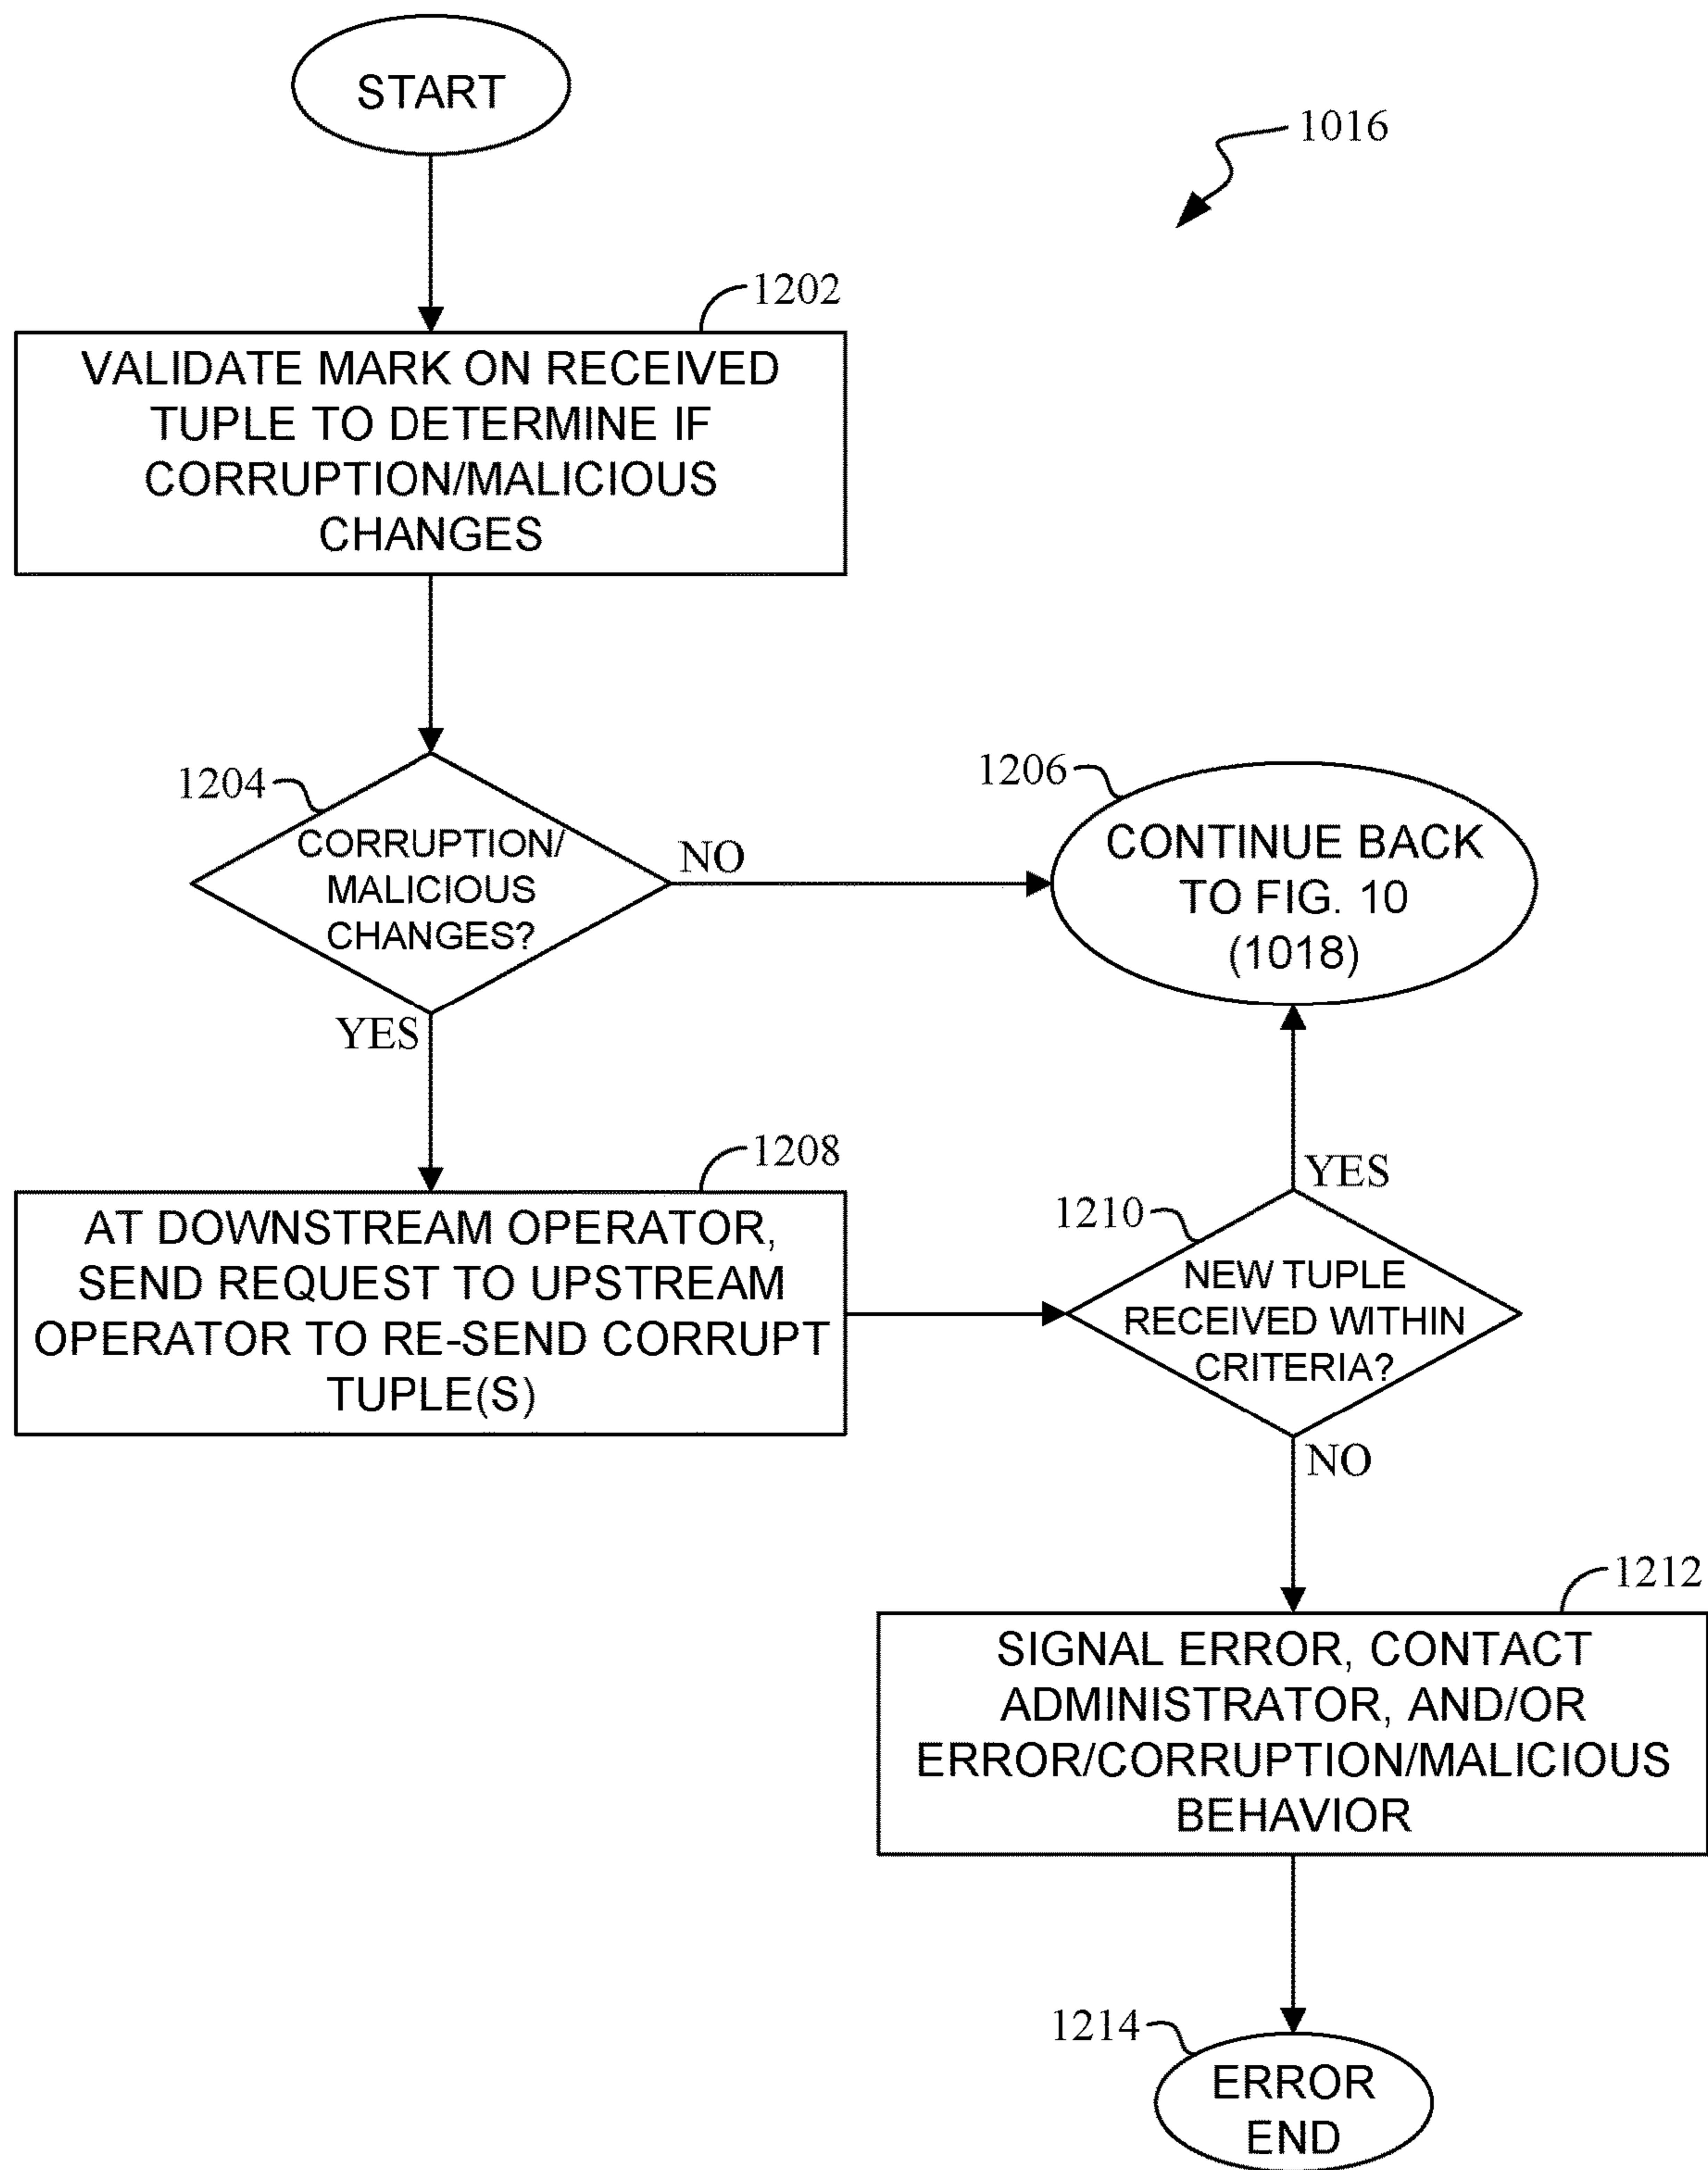 START
1016
1202
VALIDATE MARK ON RECEIVED
TUPLE TO DETERMINE IF
CORRUPTION/MALICIOUS
CHANGES
1204
CORRUPTION/
MALICIOUS
CHANGES?
NO
YES
1206
CONTINUE BACK
TO FIG. 10
(1018)
1208
AT DOWNSTREAM OPERATOR,
SEND REQUEST TO UPSTREAM
OPERATOR TO RE-SEND CORRUPT
TUPLE(S)
YES
1210
NEW TUPLE
RECEIVED WITHIN
CRITERIA?
NO
1212
SIGNAL ERROR, CONTACT
ADMINISTRATOR, AND/OR
ERROR/CORRUPTION/MALICIOUS
BEHAVIOR
1214
ERROR
END